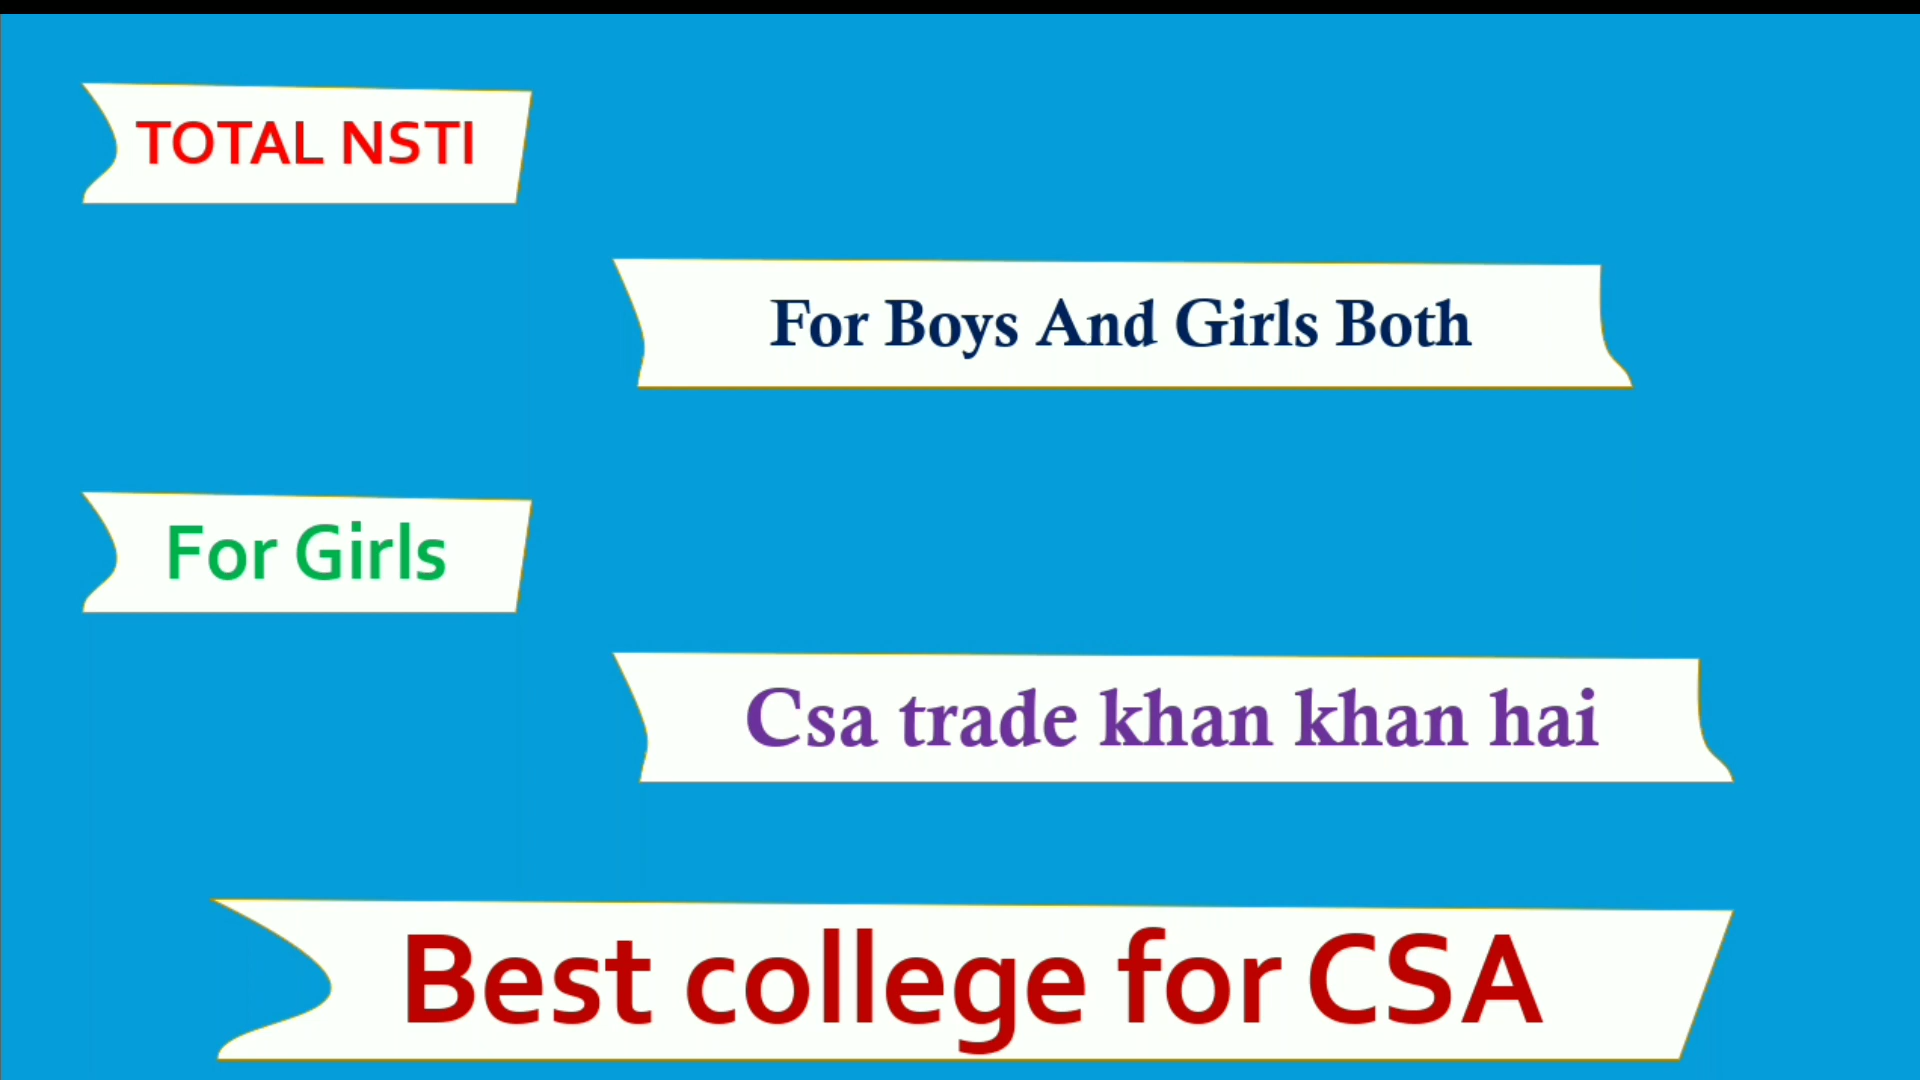 TOTAL NSTI
For Boys And Girls Both
For Girls
Csa trade khan khan hai
Best college for CSA